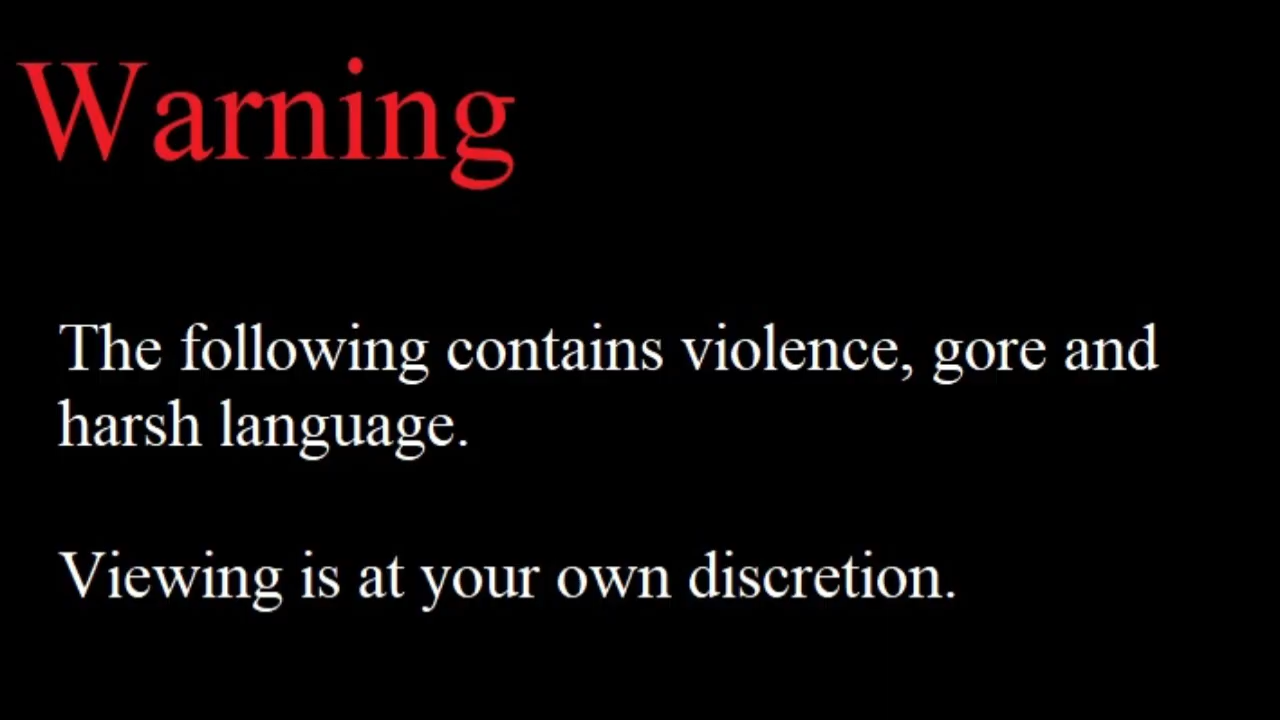 Warning
The following contains violence, gore and
harsh language.
Viewing is at your own discretion.